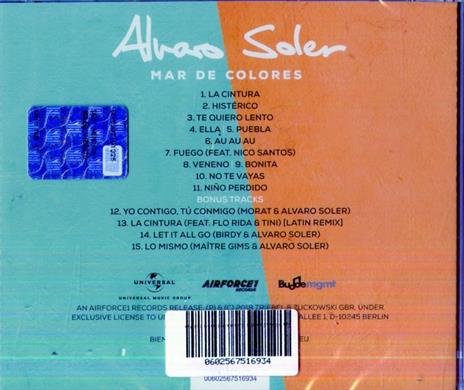 Alvaro Soler
MAR DE COLORES
1. LA CINTURA
2. HISTÉRICO
3. TE QUIERO LENTO
4. ELLA 5. PUEBLA
6. AU AU AU
7. FUEGO (FEAT. NICO SANTOS)
8. VENENO 9. BONITA
10. NO TE VAYAS
11. NIÑO PERDIDO
BONUS TRACKS
12. YO CONTIGO, TÚ CONMIGO (MORAT & ALVARO SOLER)
13. LA CINTURA (FEAT. FLO RIDA & TINI) [LATIN REMIX)
14. LET IT ALL GO (BIRDY & ALVARO SOLER)
15. LO MISMO (MAÎTRE GIMS & ALVARO SOLER)
UNIVERSAL AIRFORCE1 RECORDS Budde mgmt
UNIVERSAL MUSIC GROUP
AN AIRFORCE1 RECORDS RELEASE; (P) & (C) 2018 TRIEBEL & ZUCKOWSKI GBR, UNDER
EXCLUSIVE LICENSE TO ALLEE 1, D-10245 BERLIN
0602567516934
00602567516934